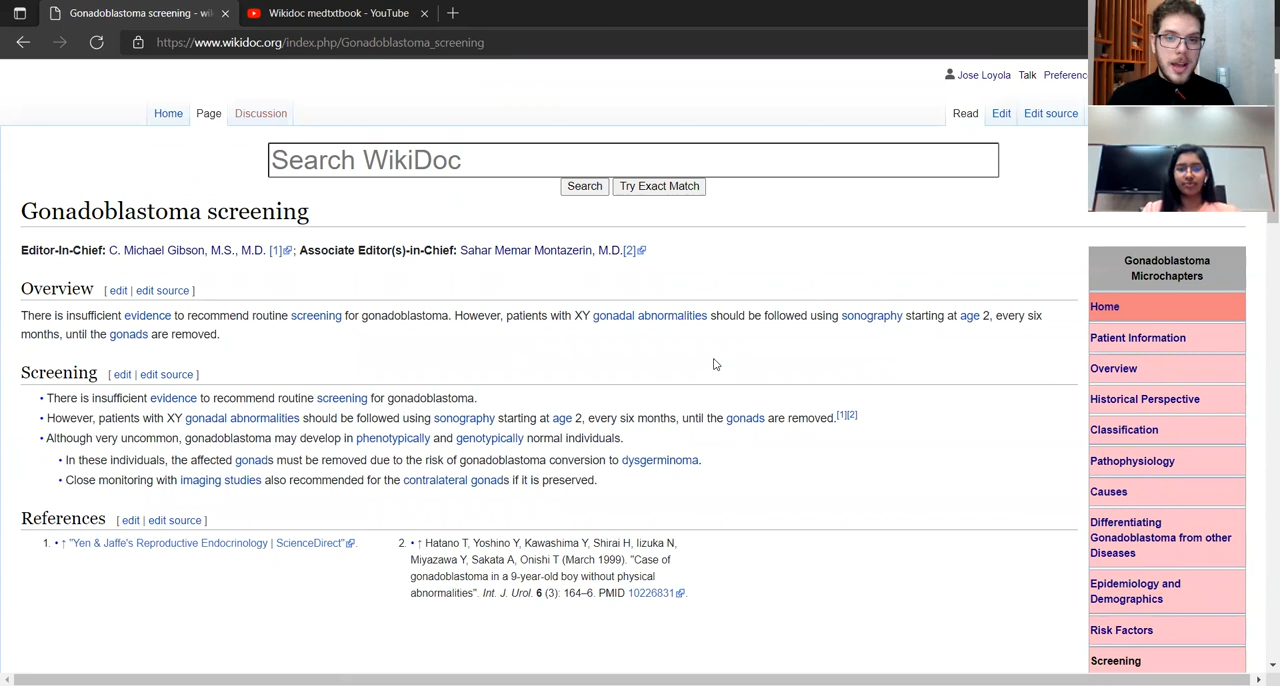 Gonadoblastoma screening - wi
Wikidoc medtxtbook - YouTube
https://www.wikidoc.org/index.php/Gonadoblastoma_screening
Jose Loyola Talk Preferenc
Home Page Discussion
Read Edit Edit source
Search WikiDoc
Search Try Exact Match
Gonadoblastoma screening
Editor-In-Chief: C. Michael Gibson, M.S., M.D. [1]; Associate Editor(s)-in-Chief: Sahar Memar Montazerin, M.D.[2]
Overview [ edit | edit source ]
There is insufficient evidence to recommend routine screening for gonadoblastoma. However, patients with XY gonadal abnormalities should be followed using sonography starting at age 2, every six
months, until the gonads are removed.
Screening [ edit | edit source ]
• There is insufficient evidence to recommend routine screening for gonadoblastoma.
• However, patients with XY gonadal abnormalities should be followed using sonography starting at age 2, every six months, until the gonads are removed.[1][2]
• Although very uncommon, gonadoblastoma may develop in phenotypically and genotypically normal individuals.
• In these individuals, the affected gonads must be removed due to the risk of gonadoblastoma conversion to dysgerminoma.
• Close monitoring with imaging studies also recommended for the contralateral gonads if it is preserved.
References [ edit | edit source ]
1. • ↑ "Yen & Jaffe's Reproductive Endocrinology | ScienceDirect".
2. • ↑ Hatano T, Yoshino Y, Kawashima Y, Shirai H, Iizuka N,
Miyazawa Y, Sakata A, Onishi T (March 1999). "Case of
gonadoblastoma in a 9-year-old boy without physical
abnormalities". Int. J. Urol. 6 (3): 164–6. PMID 10226831.
Gonadoblastoma
Microchapters
Home
Patient Information
Overview
Historical Perspective
Classification
Pathophysiology
Causes
Differentiating
Gonadoblastoma from other
Diseases
Epidemiology and
Demographics
Risk Factors
Screening